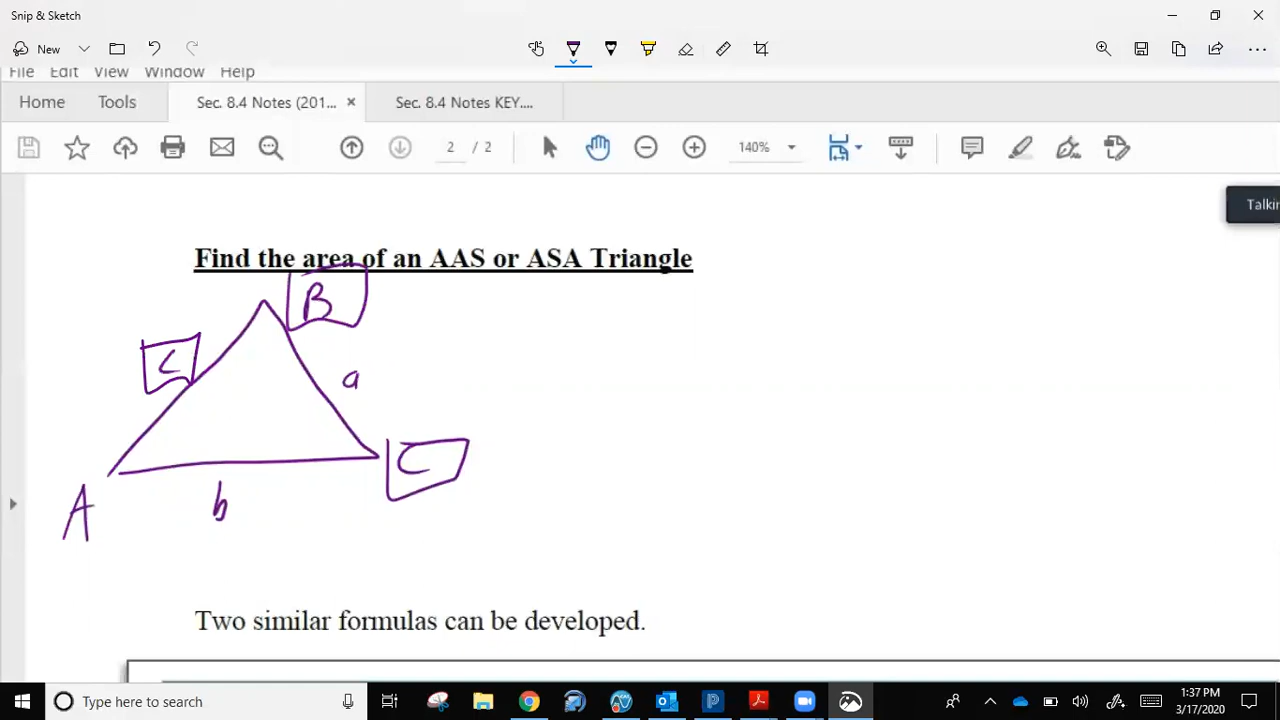 Snip & Sketch
New
File Edit View Window Help
Home Tools Sec. 8.4 Notes (201... × Sec. 8.4 Notes KEY....
2 / 2 140%
Find the area of an AAS or ASA Triangle
B
c
a
C
b
A
Two similar formulas can be developed.
Type here to search
1:37 PM
3/17/2020